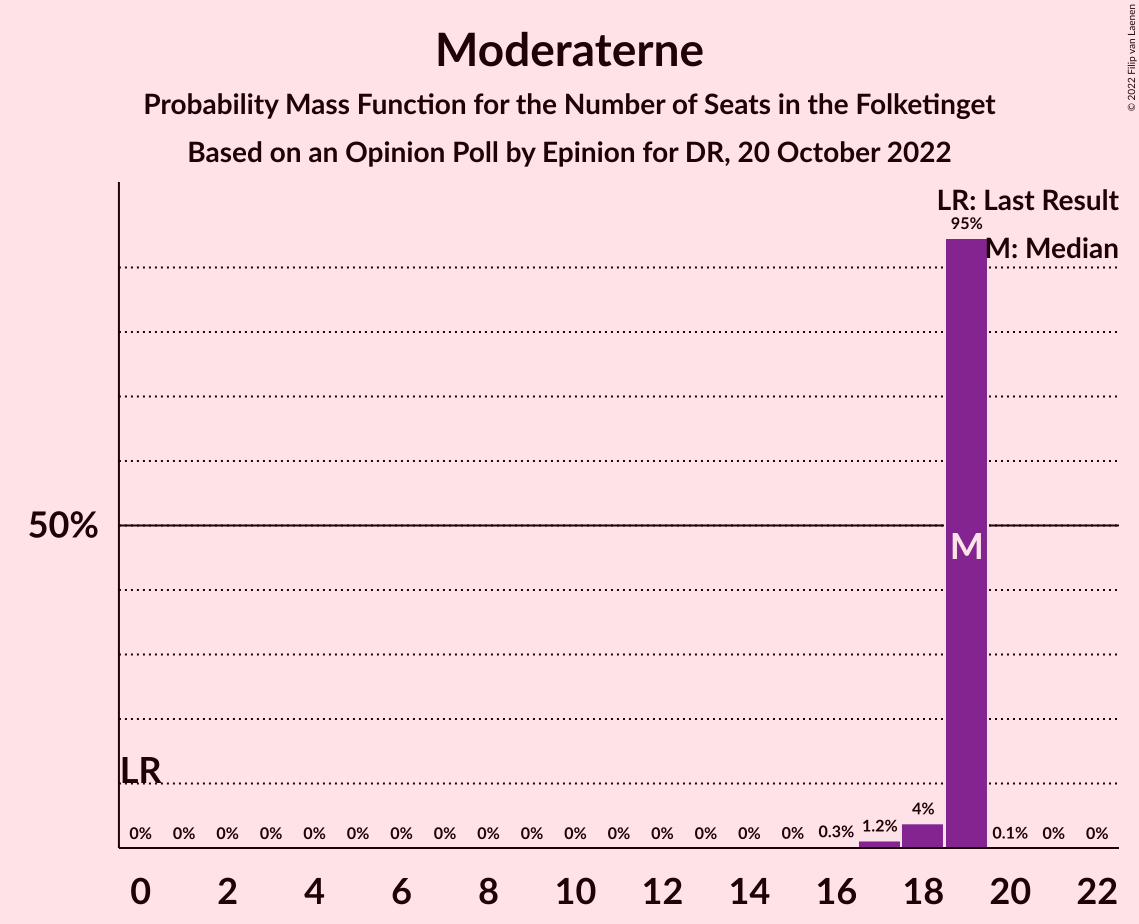 Moderaterne
Probability Mass Function for the Number of Seats in the Folketinget
Based on an Opinion Poll by Epinion for DR, 20 October 2022
© 2022 Filip van Laenen
LR: Last Result
95%
M: Median
50%
M
LR
0% 0% 0% 0% 0% 0% 0% 0% 0% 0% 0% 0% 0% 0% 0% 0% 0.3% 1.2% 4% 0.1% 0% 0%
0 2 4 6 8 10 12 14 16 18 20 22